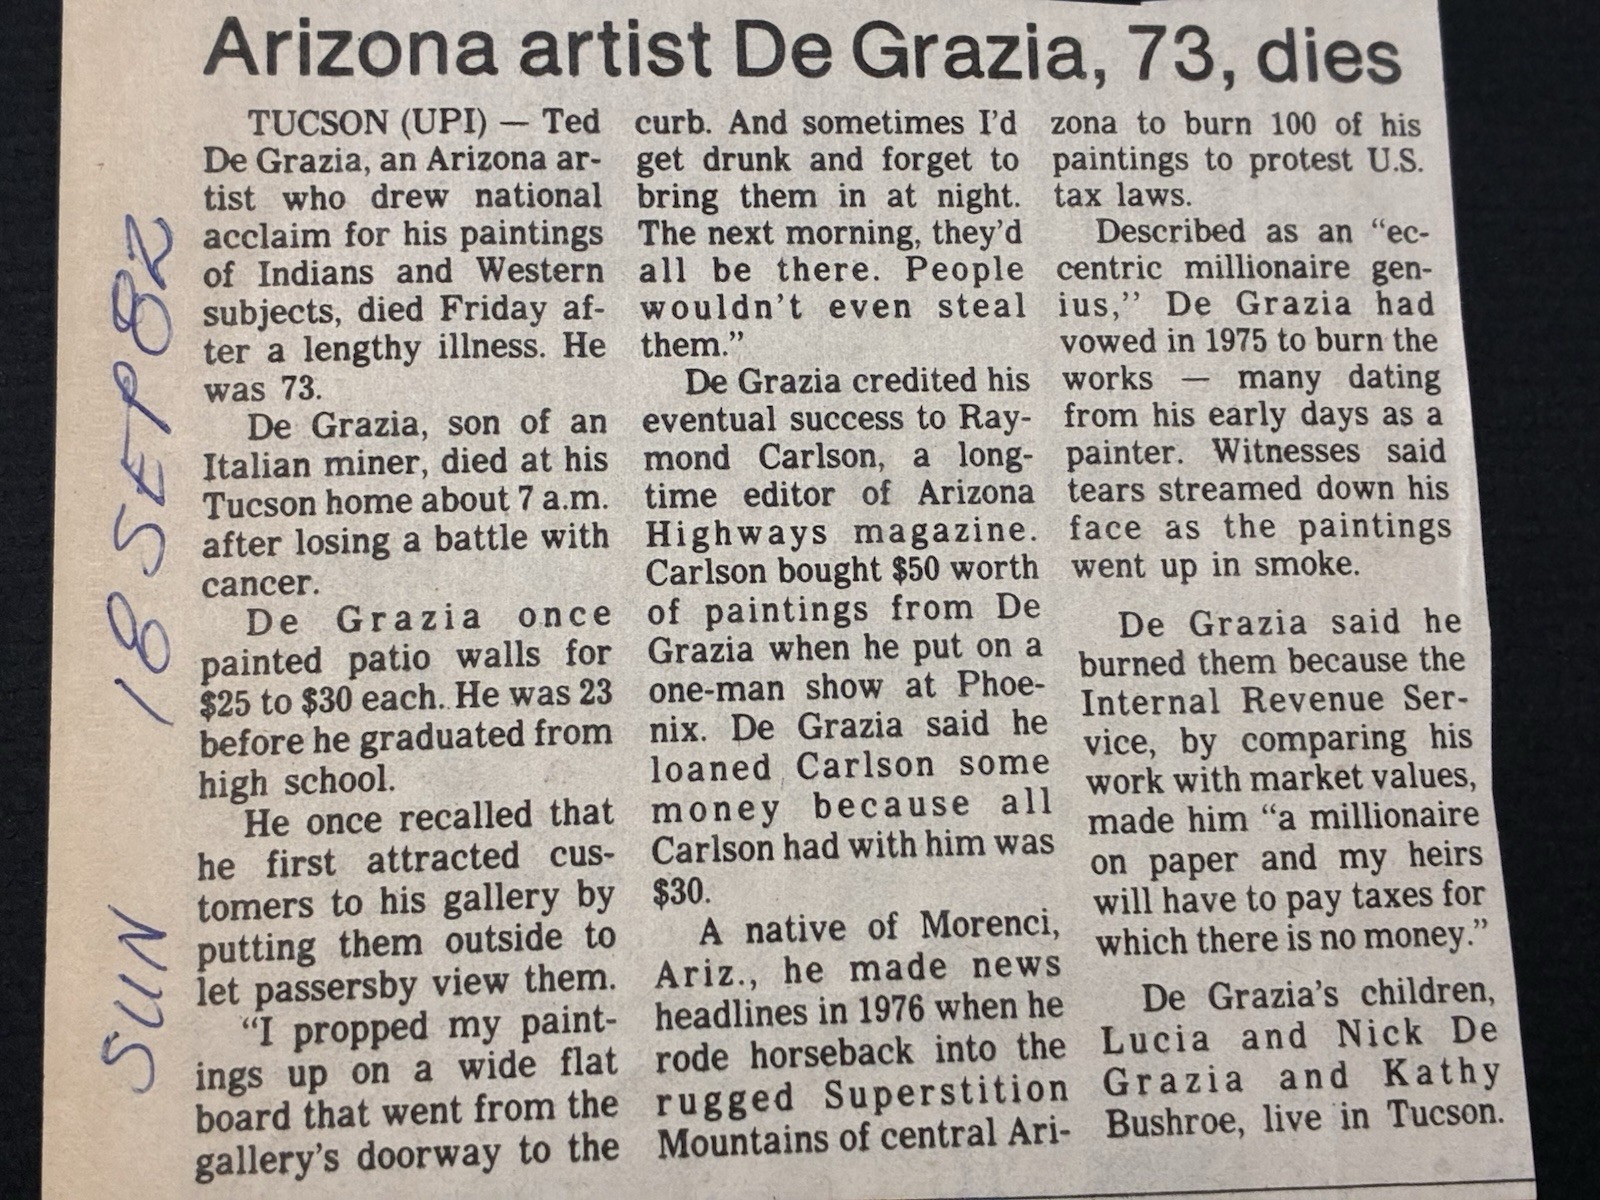 Arizona artist De Grazia, 73, dies
TUCSON (UPI) — Ted
De Grazia, an Arizona ar-
tist who drew national
acclaim for his paintings
of Indians and Western
subjects, died Friday af-
ter a lengthy illness. He
was 73.
De Grazia, son of an
Italian miner, died at his
Tucson home about 7 a.m.
after losing a battle with
cancer.
De Grazia once
painted patio walls for
$25 to $30 each. He was 23
before he graduated from
high school.
He once recalled that
he first attracted cus-
tomers to his gallery by
putting them outside to
let passersby view them.
“I propped my paint-
ings up on a wide flat
board that went from the
gallery’s doorway to the
curb. And sometimes I’d
get drunk and forget to
bring them in at night.
The next morning, they’d
all be there. People
wouldn’t even steal
them.”
De Grazia credited his
eventual success to Ray-
mond Carlson, a long-
time editor of Arizona
Highways magazine.
Carlson bought $50 worth
of paintings from De
Grazia when he put on a
one-man show at Phoe-
nix. De Grazia said he
loaned Carlson some
money because all
Carlson had with him was
$30.
A native of Morenci,
Ariz., he made news
headlines in 1976 when he
rode horseback into the
rugged Superstition
Mountains of central Ari-
zona to burn 100 of his
paintings to protest U.S.
tax laws.
Described as an “ec-
centric millionaire gen-
ius,” De Grazia had
vowed in 1975 to burn the
works — many dating
from his early days as a
painter. Witnesses said
tears streamed down his
face as the paintings
went up in smoke.
De Grazia said he
burned them because the
Internal Revenue Ser-
vice, by comparing his
work with market values,
made him “a millionaire
on paper and my heirs
will have to pay taxes for
which there is no money.”
De Grazia’s children,
Lucia and Nick De
Grazia and Kathy
Bushroe, live in Tucson.
SUN 18 SEP 82